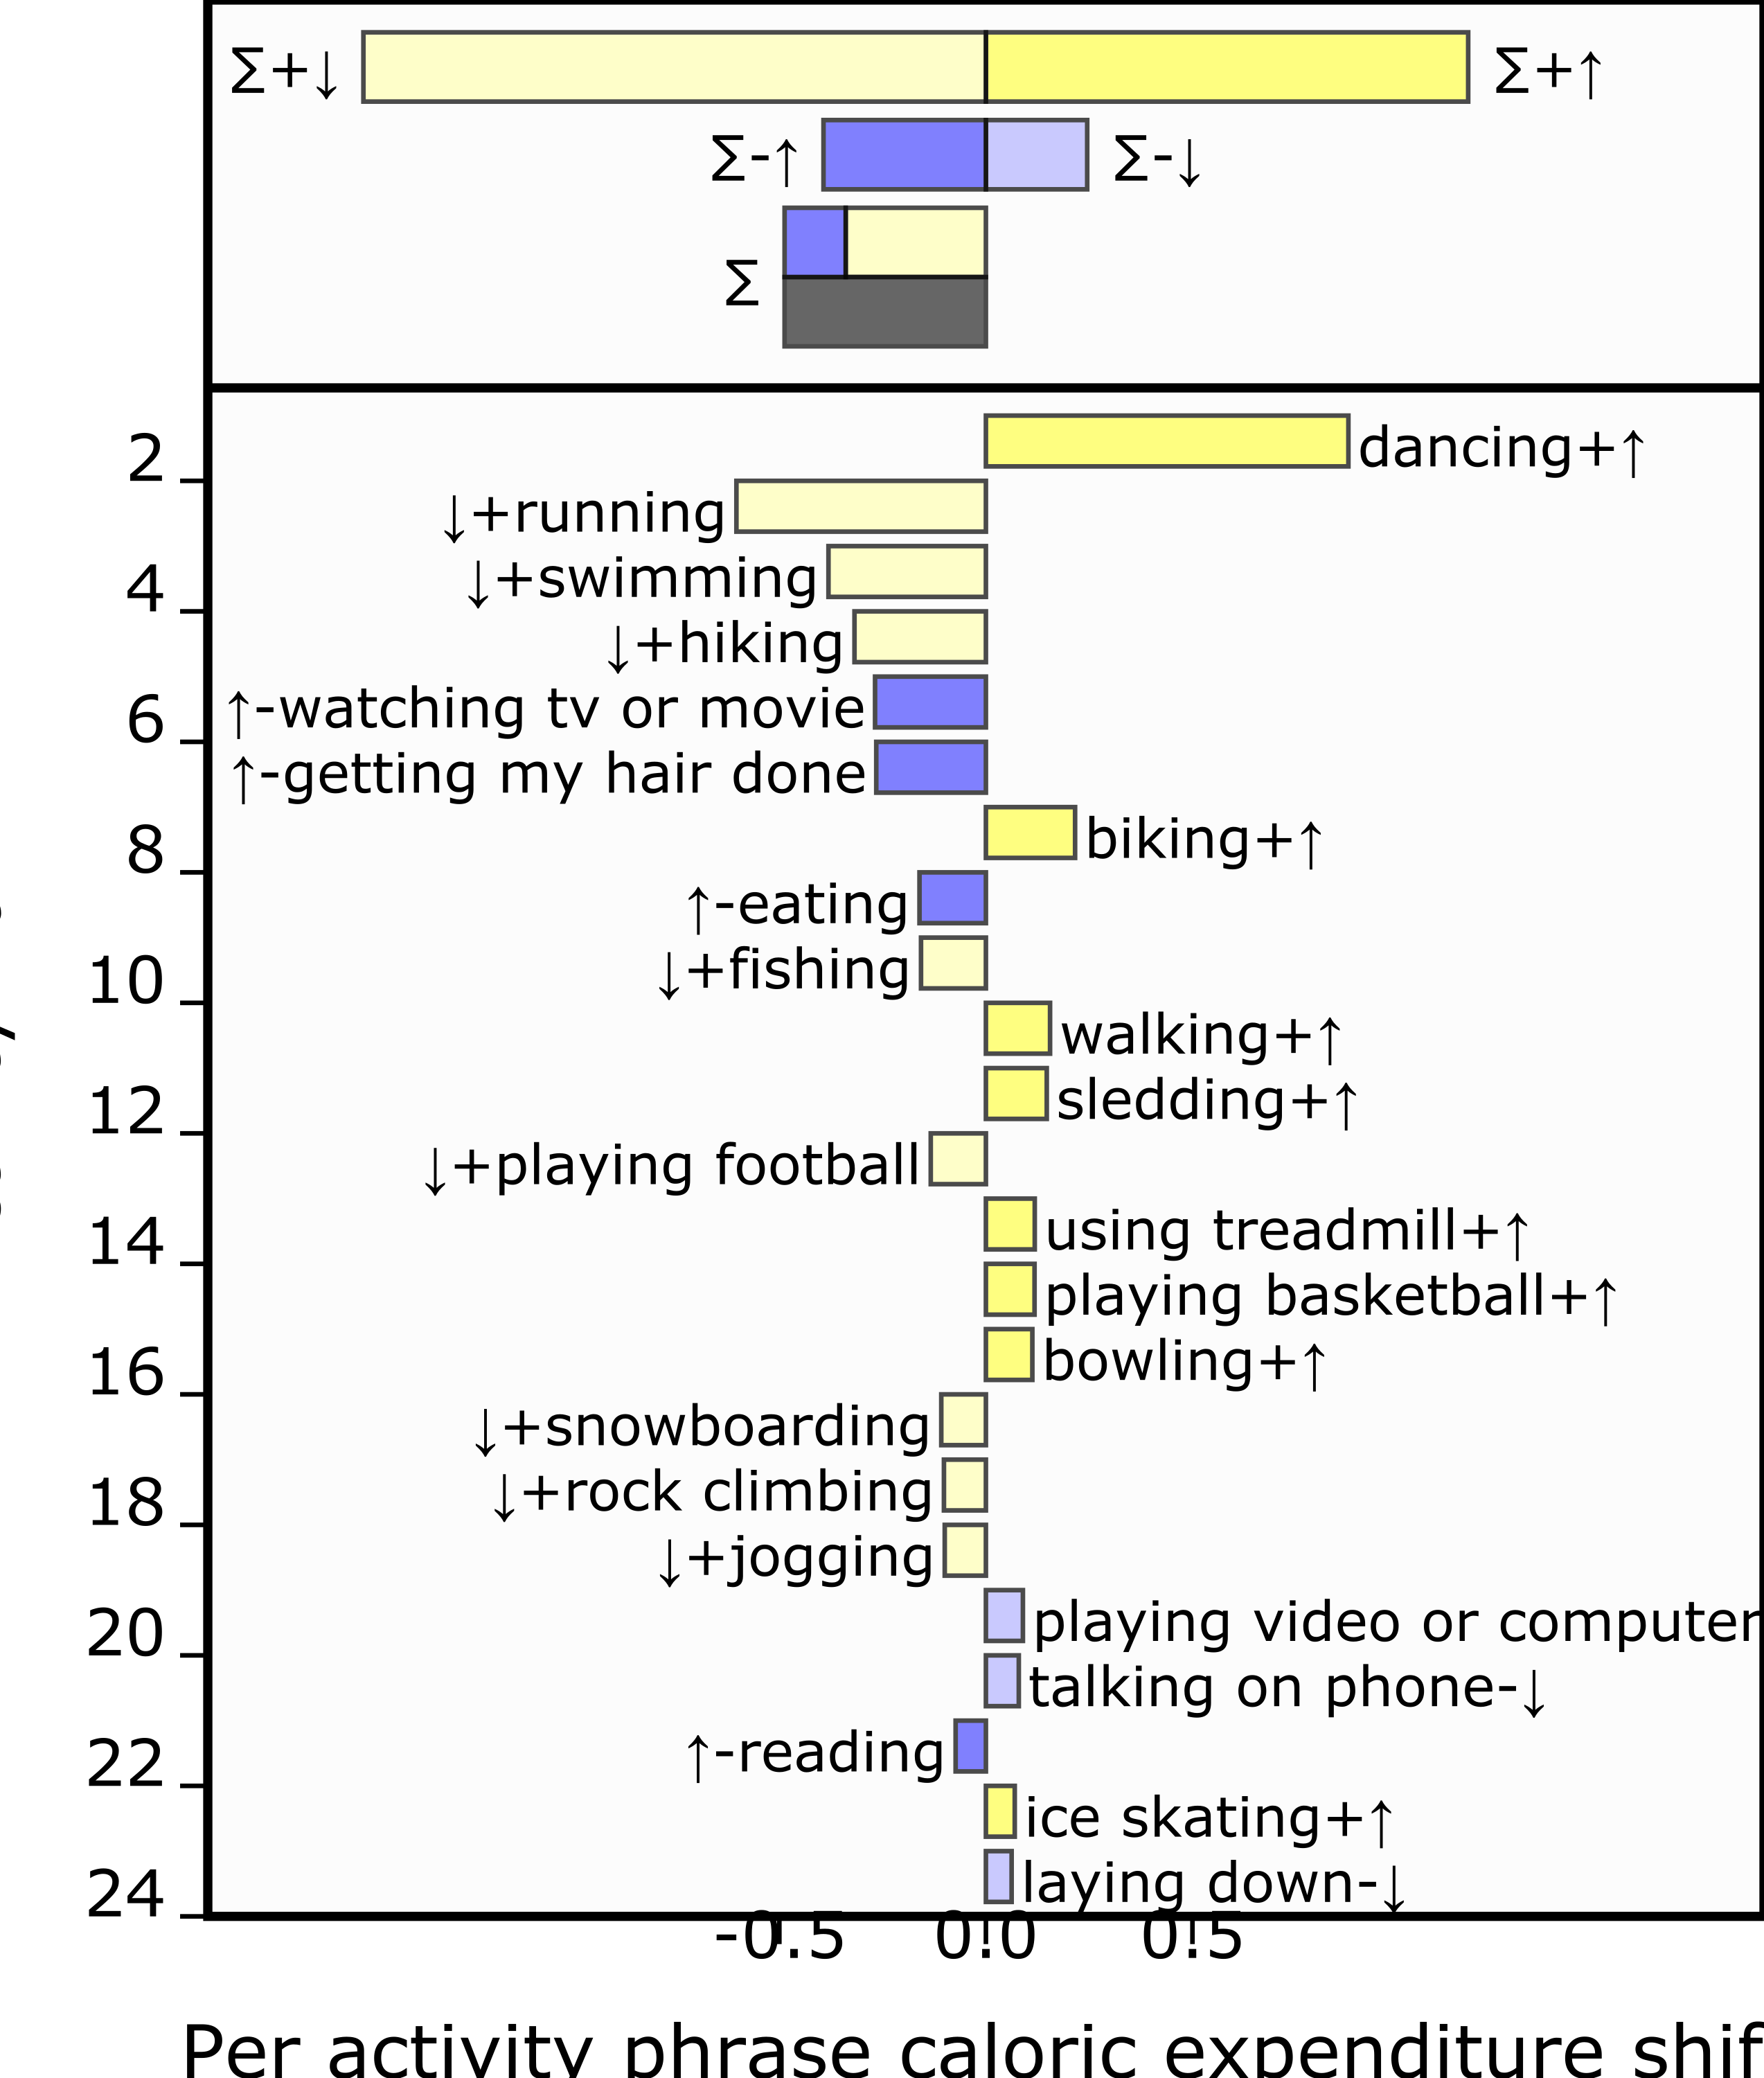 ∑+↓ ∑+↑
∑-↑ ∑-↓
∑
dancing+↑
2
↓+running
↓+swimming
4
↓+hiking
↑-watching tv or movie
6
↑-getting my hair done
biking+↑
8
↑-eating
↓+fishing
10
walking+↑
sledding+↑
12
↓+playing football
using treadmill+↑
14
playing basketball+↑
bowling+↑
16
↓+snowboarding
↓+rock climbing
18
↓+jogging
playing video or computer
20
talking on phone-↓
↑-reading
22
ice skating+↑
laying down-↓
24
-0.5 0.0 0.5
Per activity phrase caloric expenditure shif